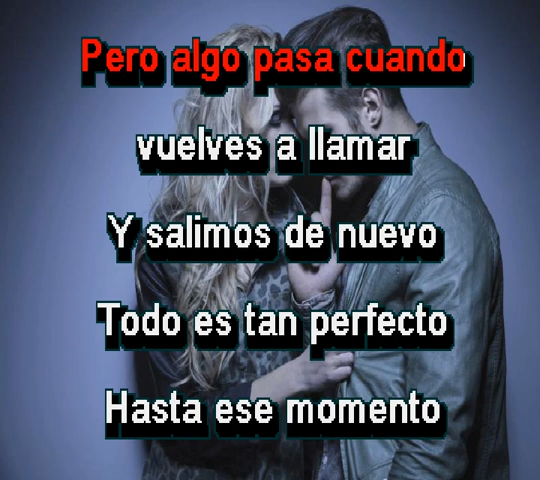 Pero algo pasa cuando
vuelves a llamar
Y salimos de nuevo
Todo es tan perfecto
Hasta ese momento